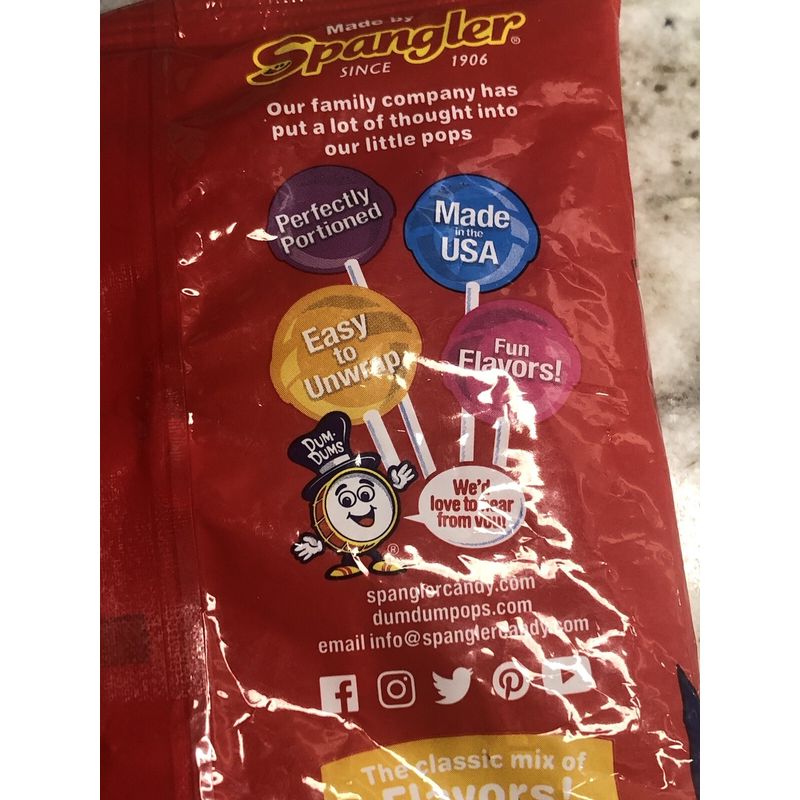 Made by
Spangler®
SINCE 1906
Our family company has
put a lot of thought into
our little pops
Perfectly
Portioned
Made
in the
USA
Easy
to
Unwrap
Fun
Flavors!
DUM-
DUMS
We'd
love to hear
from you!
®
spanglercandy.com
dumdumpops.com
email info@spanglercandy.com
The classic mix of
Flavors!